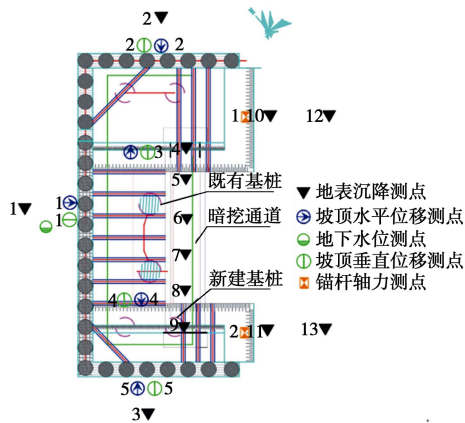 2
2 2
1 10 12
3
4
5
既有基桩
1 1
1
6
暗挖通道
7
新建基桩
8
4 4
9
2 11 13
5 5
3
地表沉降测点
坡顶水平位移测点
地下水位测点
坡顶垂直位移测点
锚杆轴力测点